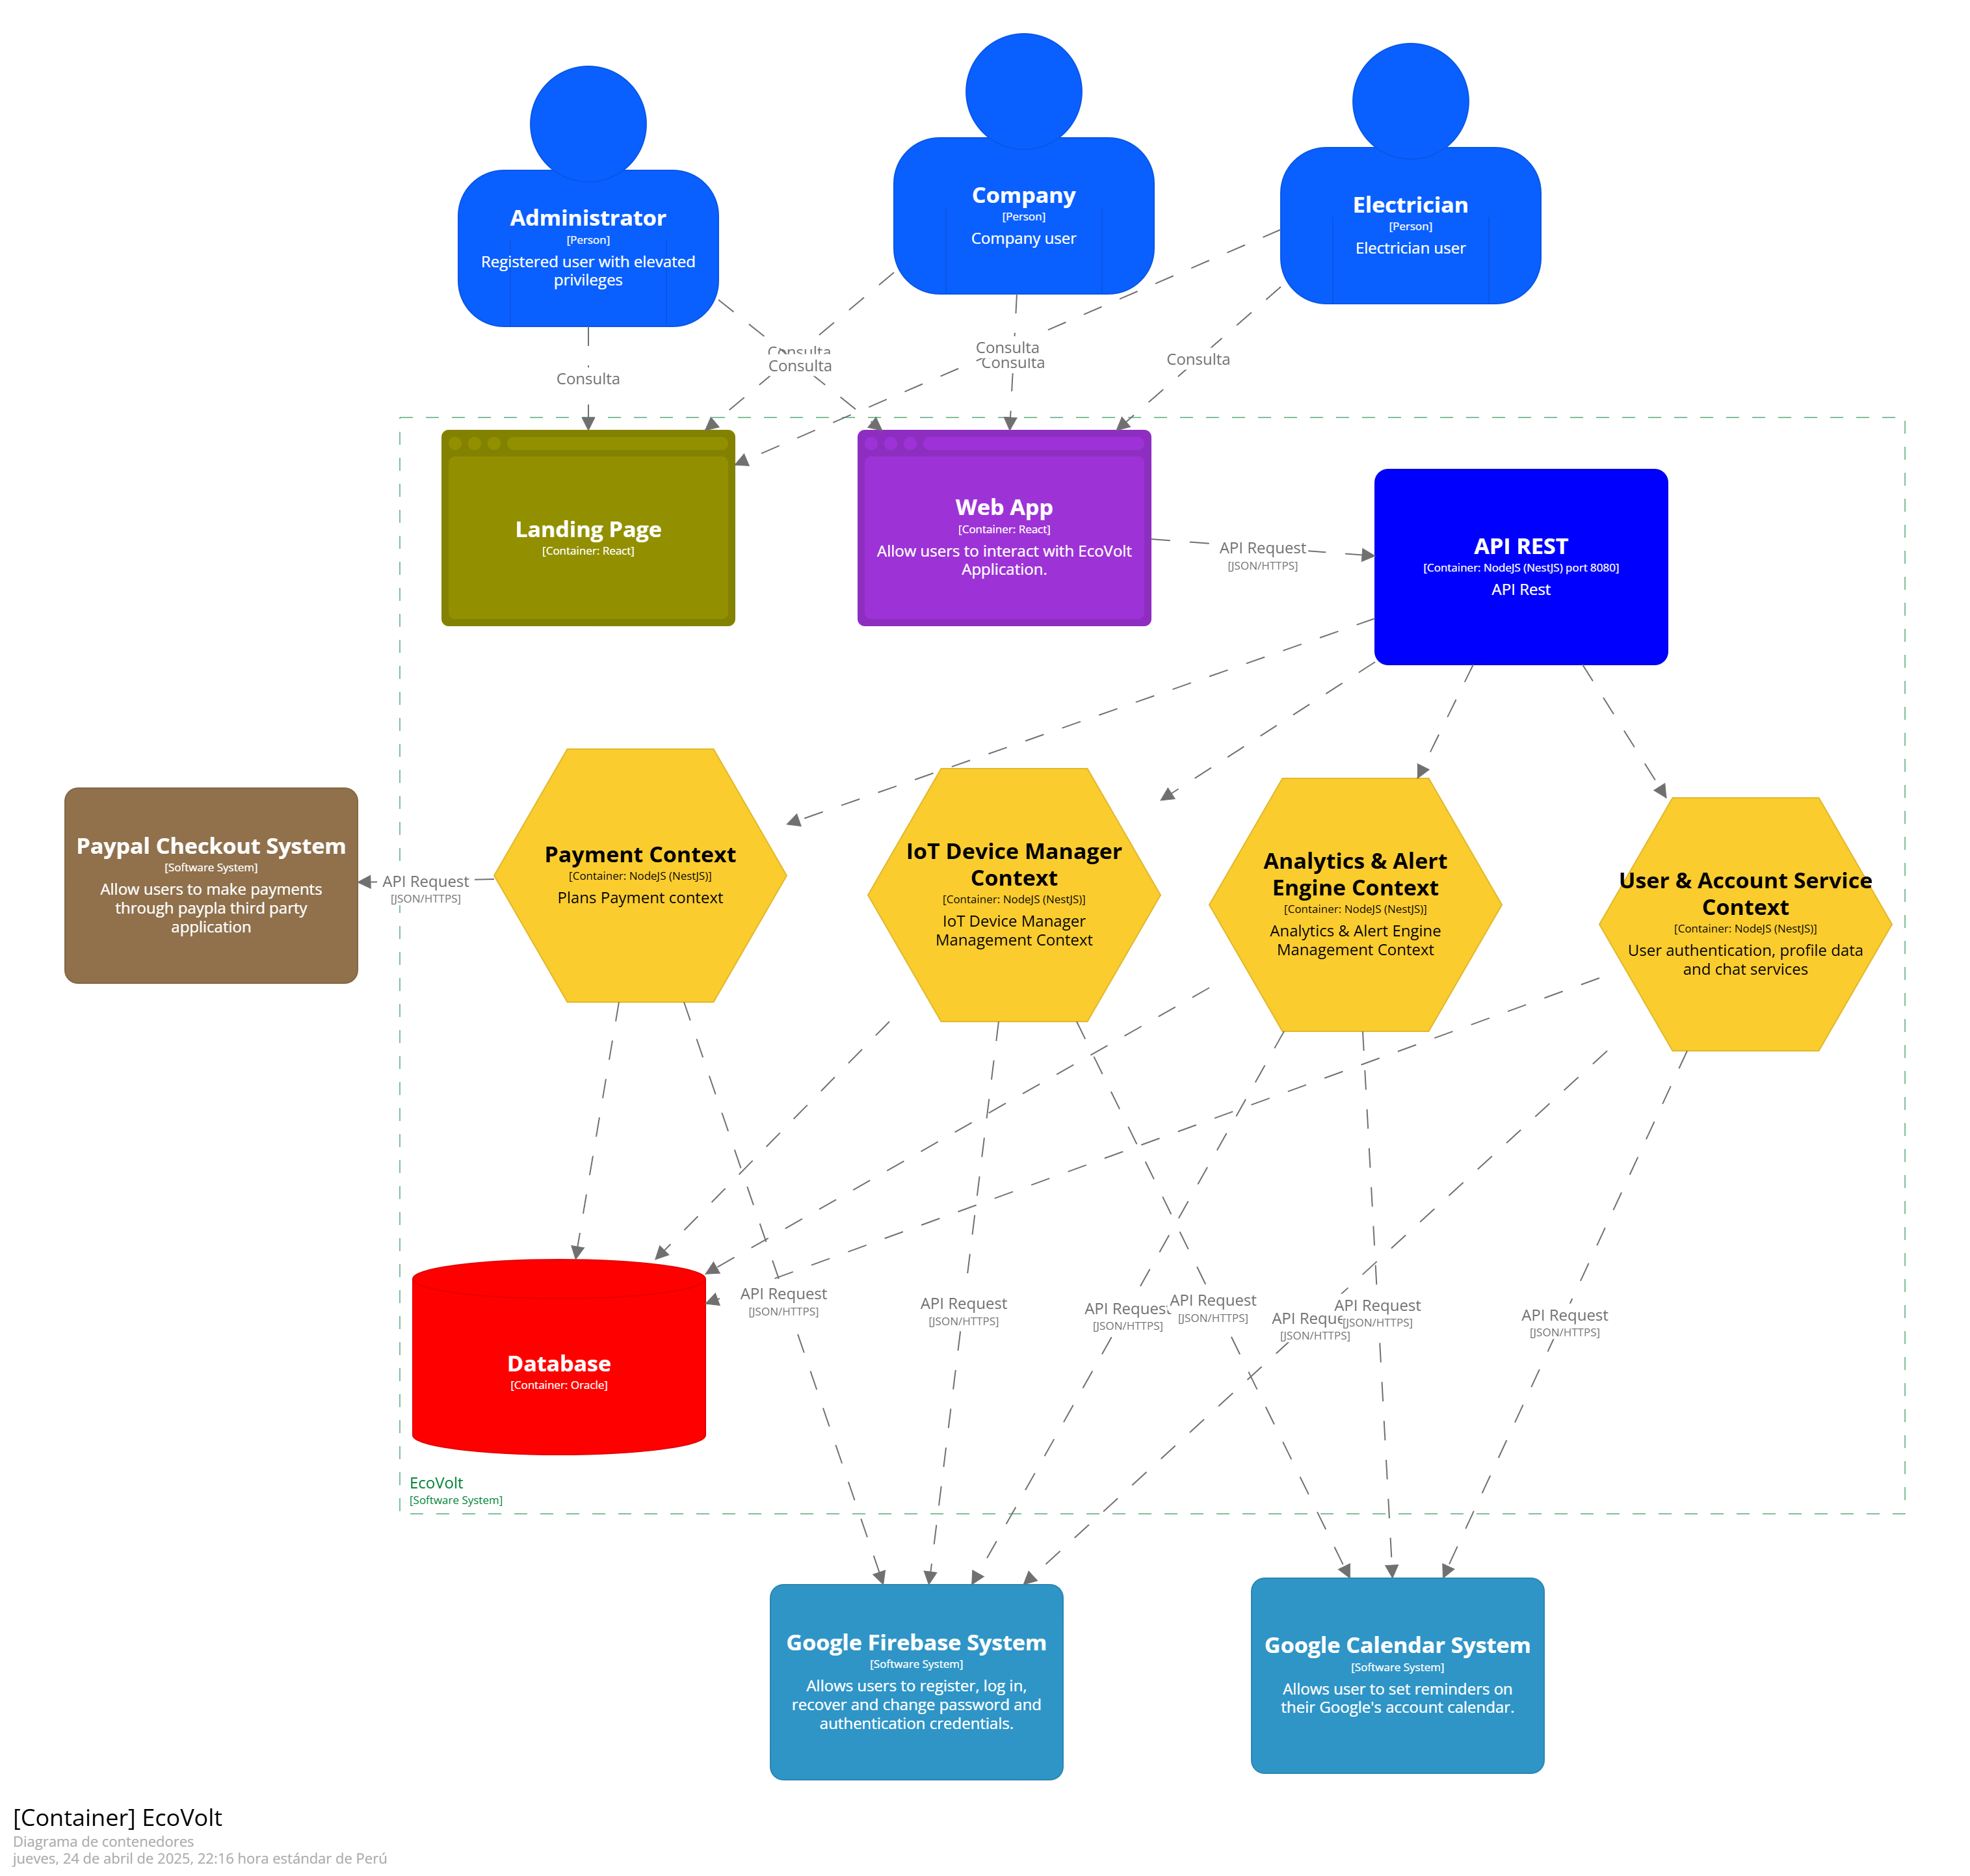 Administrator
[Person]
Registered user with elevated
privileges
Company
[Person]
Company user
Electrician
[Person]
Electrician user
Consulta
Consulta
Consulta
Consulta
Consulta
Consulta
Landing Page
[Container: React]
Web App
[Container: React]
Allow users to interact with EcoVolt
Application.
API Request
[JSON/HTTPS]
API REST
[Container: NodeJS (NestJS) port 8080]
API Rest
Paypal Checkout System
[Software System]
Allow users to make payments
through paypla third party
application
API Request
[JSON/HTTPS]
Payment Context
[Container: NodeJS (NestJS)]
Plans Payment context
IoT Device Manager
Context
[Container: NodeJS (NestJS)]
IoT Device Manager
Management Context
Analytics & Alert
Engine Context
[Container: NodeJS (NestJS)]
Analytics & Alert Engine
Management Context
User & Account Service
Context
[Container: NodeJS (NestJS)]
User authentication, profile data
and chat services
API Request
[JSON/HTTPS]
API Request
[JSON/HTTPS]
API Request
[JSON/HTTPS]
API Request
[JSON/HTTPS]
API Request
[JSON/HTTPS]
API Request
[JSON/HTTPS]
API Request
[JSON/HTTPS]
Database
[Container: Oracle]
EcoVolt
[Software System]
Google Firebase System
[Software System]
Allows users to register, log in,
recover and change password and
authentication credentials.
Google Calendar System
[Software System]
Allows user to set reminders on
their Google's account calendar.
[Container] EcoVolt
Diagrama de contenedores
jueves, 24 de abril de 2025, 22:16 hora estándar de Perú